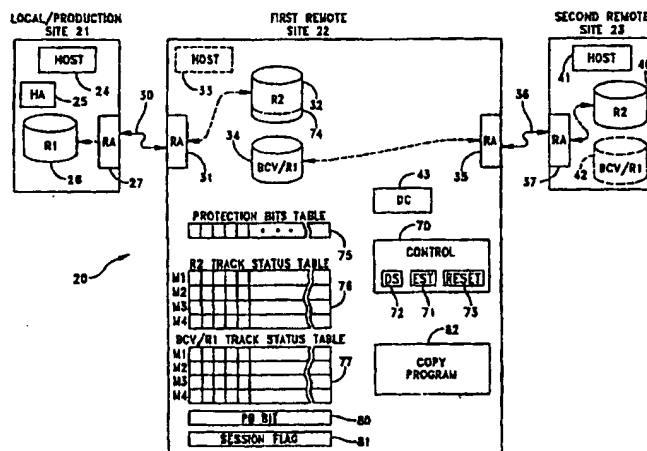 LOCAL/PRODUCTION
SITE 21
HOST
24
HA
25
R1
26
RA
27
30
20
FIRST REMOTE
SITE 22
HOST
33
R2
32
74
34
BCV/R1
RA
31
RA
35
43
DC
70
CONTROL
DS
EST
RESET
72
71
73
82
COPY
PROGRAM
PROTECTION BITS TABLE
75
R2 TRACK STATUS TABLE
M1
M2
M3
M4
76
BCV/R1 TRACK STATUS TABLE
M1
M2
M3
M4
77
PB BIT
80
SESSION FLAG
81
36
SECOND REMOTE
SITE 23
41
HOST
40
R2
RA
37
42
BCV/R1